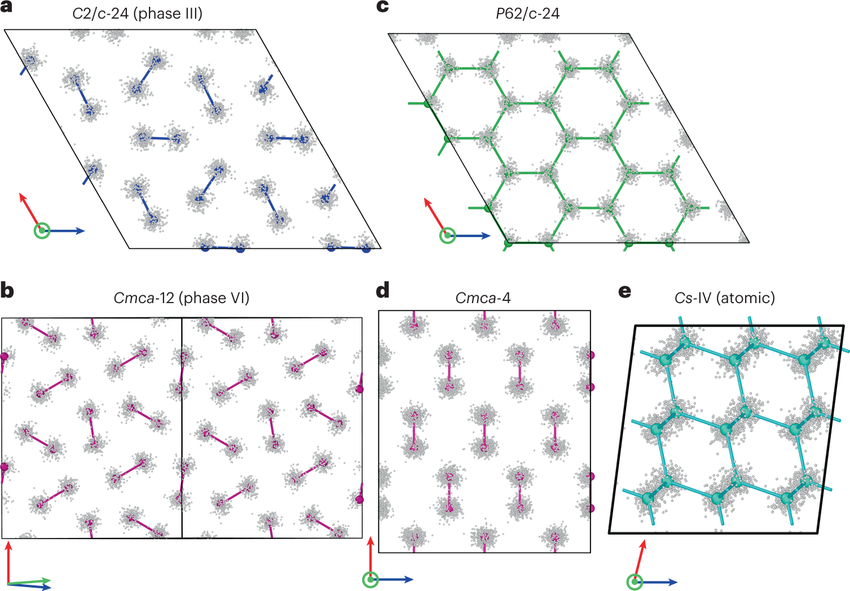 a C2/c-24 (phase III)
c P62/c-24
b Cmca-12 (phase VI)
d Cmca-4
e Cs-IV (atomic)